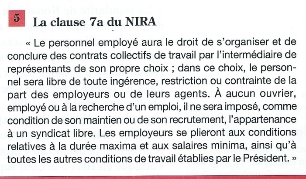 5 La clause 7a du NIRA
« Le personnel employé aura le droit de s'organiser et de
conclure des contrats collectifs de travail par l'intermédiaire de
représentants de son propre choix ; dans ce choix, le person-
nel sera libre de toute ingérence, restriction ou contrainte de la
part des employeurs ou de leurs agents. À aucun ouvrier,
employé ou à la recherche d'un emploi, il ne sera imposé, comme
condition de son maintien ou de son recrutement, l'appartenance
à un syndicat libre. Les employeurs se plieront aux conditions
relatives à la durée maxima et aux salaires minima, ainsi qu'à
toutes les autres conditions de travail établies par le Président. »